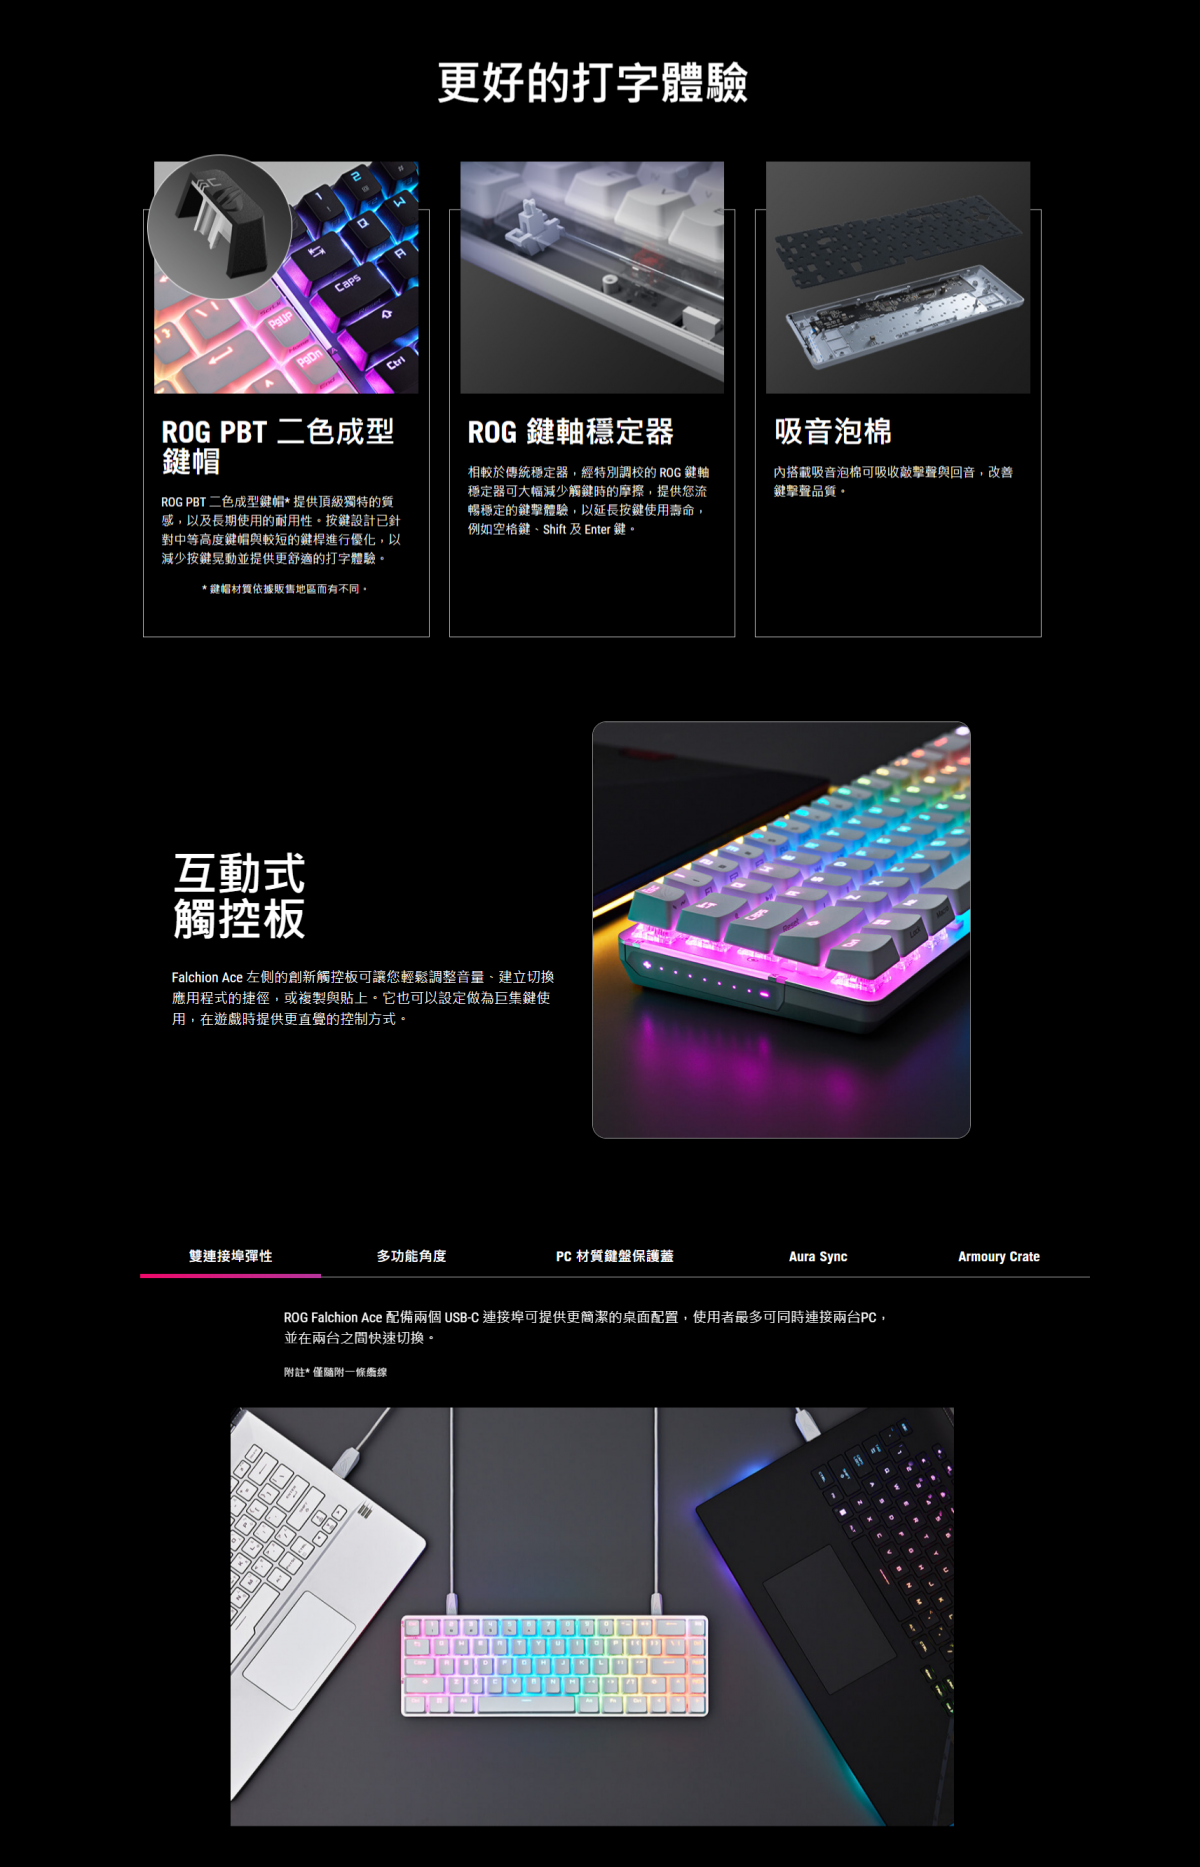 更好的打字體驗
ROG PBT 二色成型
鍵帽
ROG PBT 二色成型鍵帽* 提供頂級獨特的質
感，以及長期使用的耐用性。按鍵設計已針
對中等高度鍵帽與較短的鍵桿進行優化，以
減少按鍵晃動並提供更舒適的打字體驗。
* 鍵帽材質依據販售地區而有不同。
ROG 鍵軸穩定器
相較於傳統穩定器，經特別調校的 ROG 鍵軸
穩定器可大幅減少觸鍵時的摩擦，提供您流
暢穩定的鍵擊體驗，以延長按鍵使用壽命，
例如空格鍵、Shift 及 Enter 鍵。
吸音泡棉
內搭載吸音泡棉可吸收敲擊聲與回音，改善
鍵擊聲品質。
1
2
Q
W
A
Caps
Ctrl
PgUp
PgDn
互動式
觸控板
Falchion Ace 左側的創新觸控板可讓您輕鬆調整音量、建立切換
應用程式的捷徑，或複製與貼上。它也可以設定做為巨集鍵使
用，在遊戲時提供更直覺的控制方式。
Esc
Caps
Ctrl
雙連接埠彈性
多功能角度
PC 材質鍵盤保護蓋
Aura Sync
Armoury Crate
ROG Falchion Ace 配備兩個 USB-C 連接埠可提供更簡潔的桌面配置，使用者最多可同時連接兩台PC，
並在兩台之間快速切換。
附註* 僅隨附一條纜線